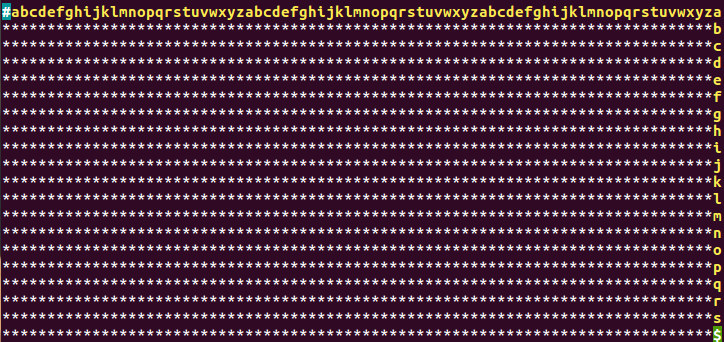 #abcdefghijklmnopqrstuvwxyzabcdefghijklmnopqrstuvwxyzabcdefghijklmnopqrstuvwxyza
*******************************************************************************b
*******************************************************************************c
*******************************************************************************d
*******************************************************************************e
*******************************************************************************f
*******************************************************************************g
*******************************************************************************h
*******************************************************************************i
*******************************************************************************j
*******************************************************************************k
*******************************************************************************l
*******************************************************************************m
*******************************************************************************n
*******************************************************************************o
*******************************************************************************p
*******************************************************************************q
*******************************************************************************r
*******************************************************************************s
*******************************************************************************$